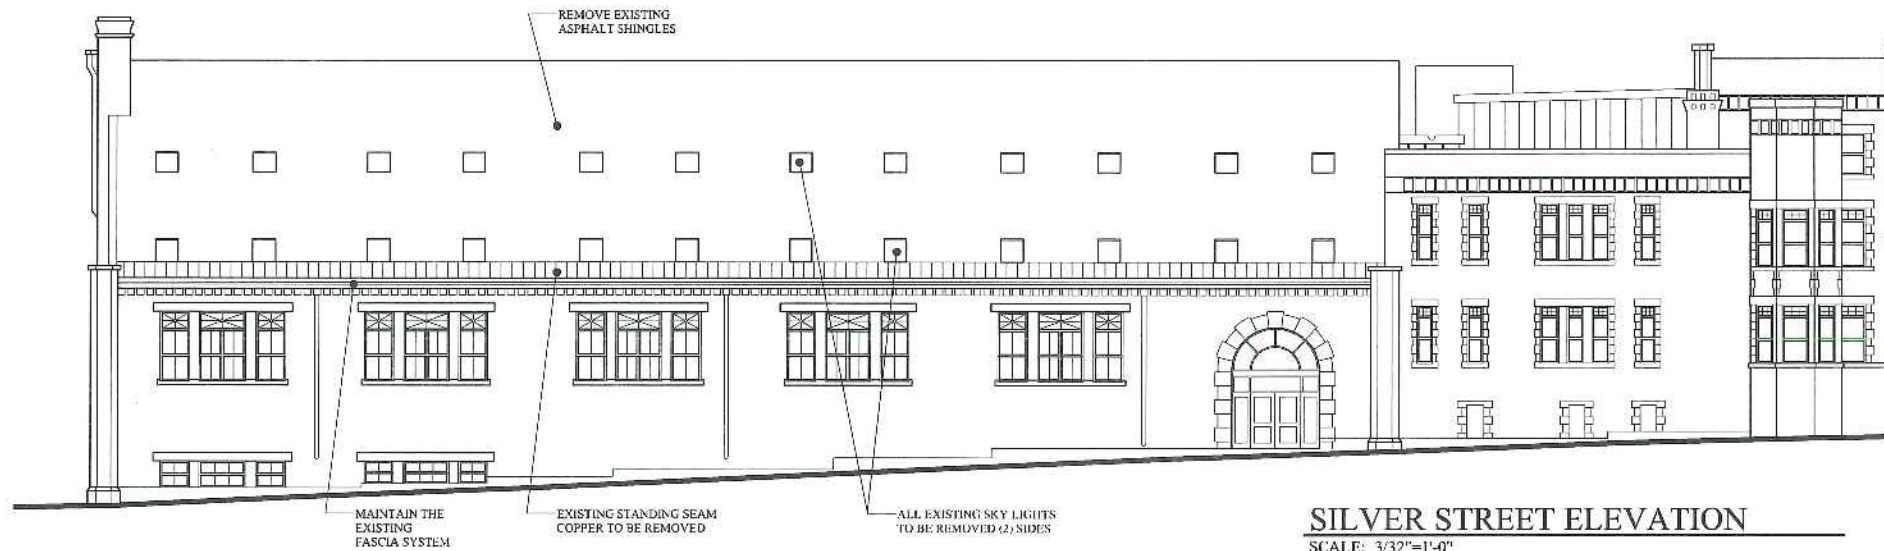 REMOVE EXISTING
ASPHALT SHINGLES
MAINTAIN THE
EXISTING
FASCIA SYSTEM
EXISTING STANDING SEAM
COPPER TO BE REMOVED
ALL EXISTING SKY LIGHTS
TO BE REMOVED (2) SIDES
SILVER STREET ELEVATION
SCALE: 3/32"=1'-0"